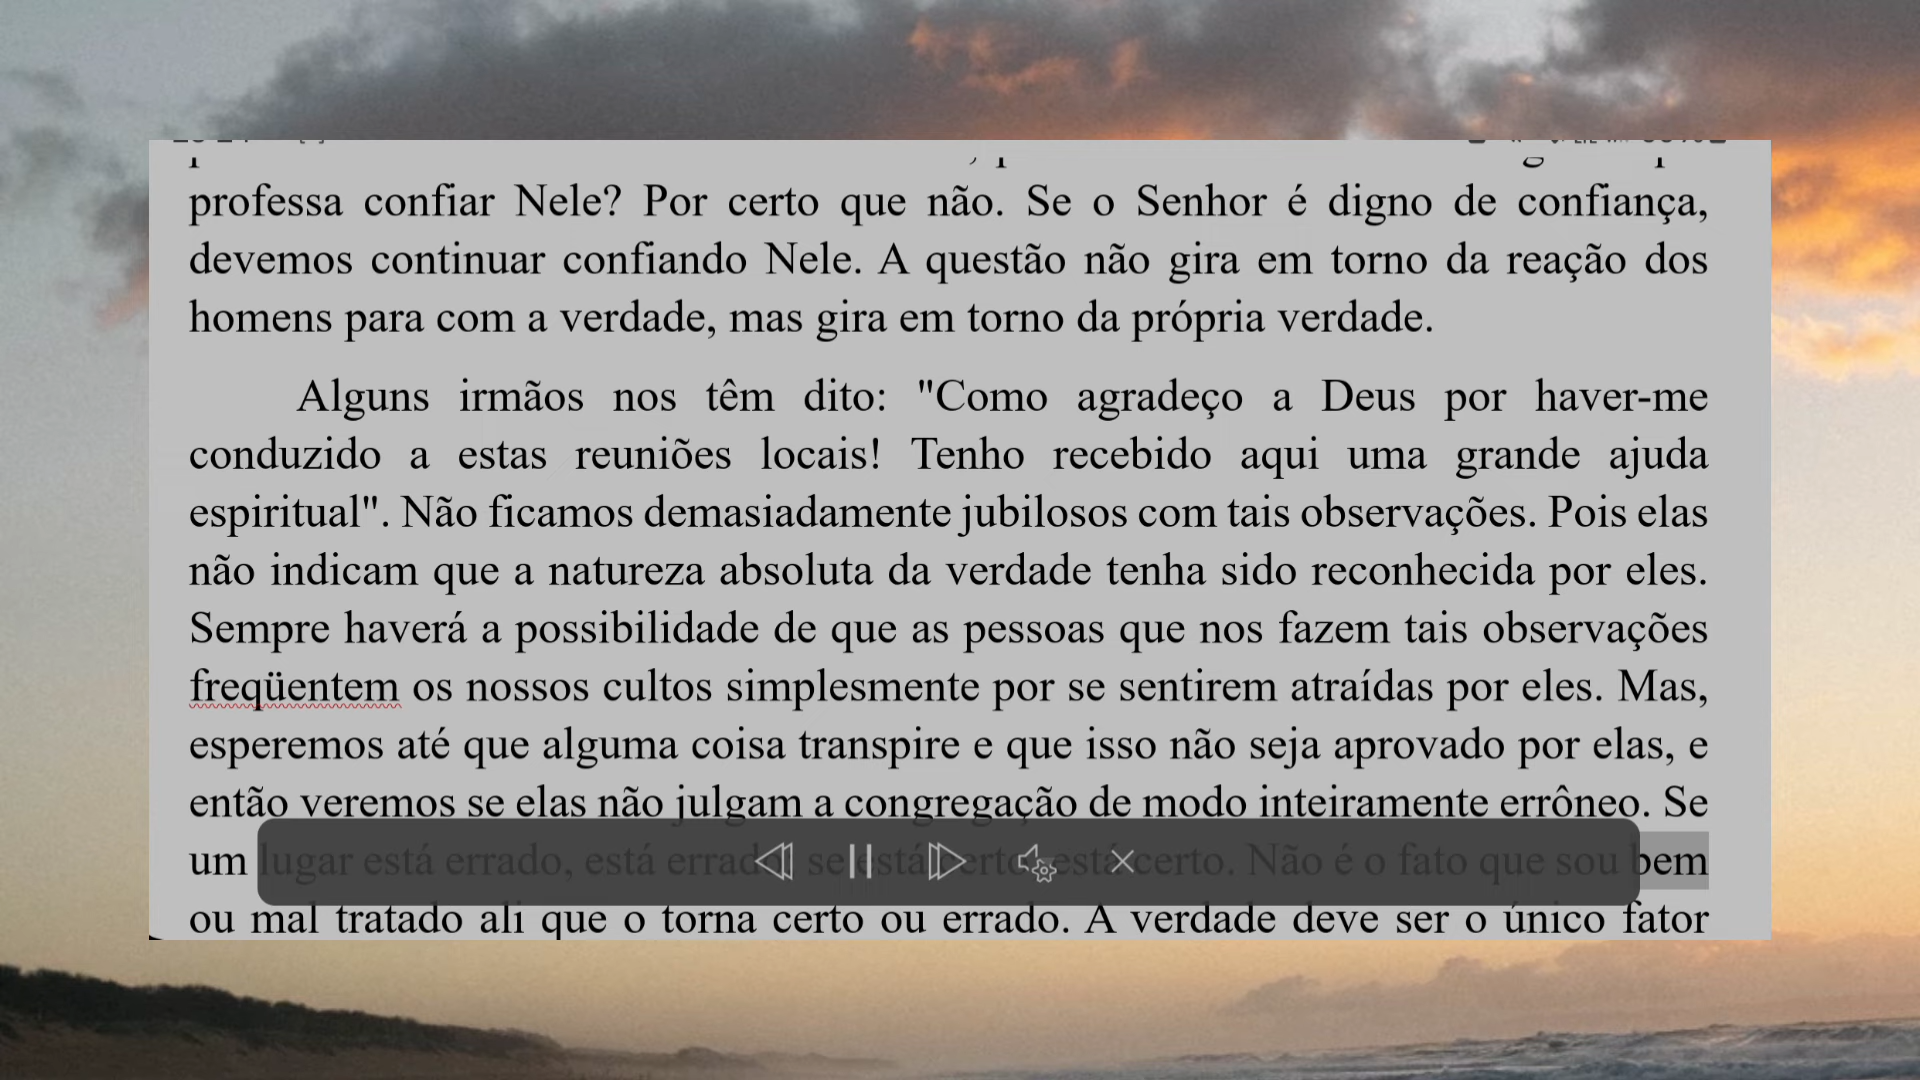 professa confiar Nele? Por certo que não. Se o Senhor é digno de confiança,
devemos continuar confiando Nele. A questão não gira em torno da reação dos
homens para com a verdade, mas gira em torno da própria verdade.
Alguns irmãos nos têm dito: "Como agradeço a Deus por haver-me
conduzido a estas reuniões locais! Tenho recebido aqui uma grande ajuda
espiritual". Não ficamos demasiadamente jubilosos com tais observações. Pois elas
não indicam que a natureza absoluta da verdade tenha sido reconhecida por eles.
Sempre haverá a possibilidade de que as pessoas que nos fazem tais observações
freqüentem os nossos cultos simplesmente por se sentirem atraídas por eles. Mas,
esperemos até que alguma coisa transpire e que isso não seja aprovado por elas, e
então veremos se elas não julgam a congregação de modo inteiramente errôneo. Se
um lugar está errado, está errado, se está certo, está certo. Não é o fato que sou bem
ou mal tratado ali que o torna certo ou errado. A verdade deve ser o único fator